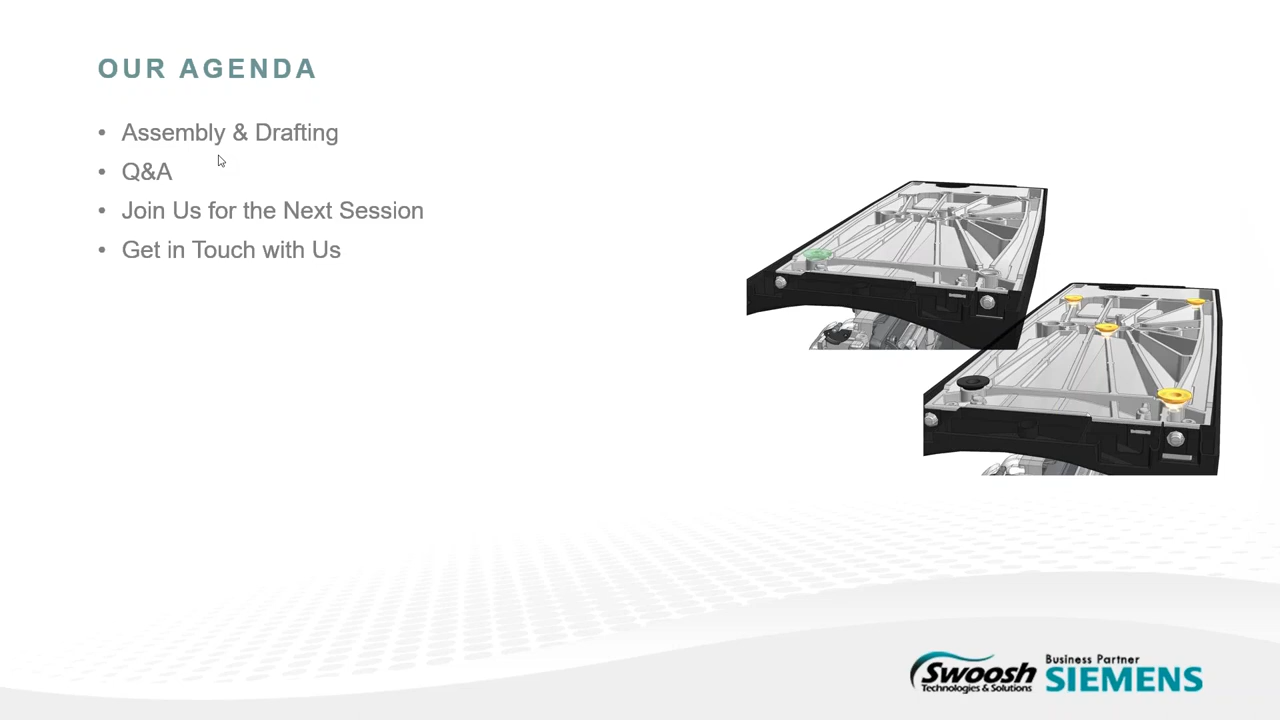 OUR AGENDA
• Assembly & Drafting
• Q&A
• Join Us for the Next Session
• Get in Touch with Us
Swoosh
Technologies & Solutions
Business Partner
SIEMENS